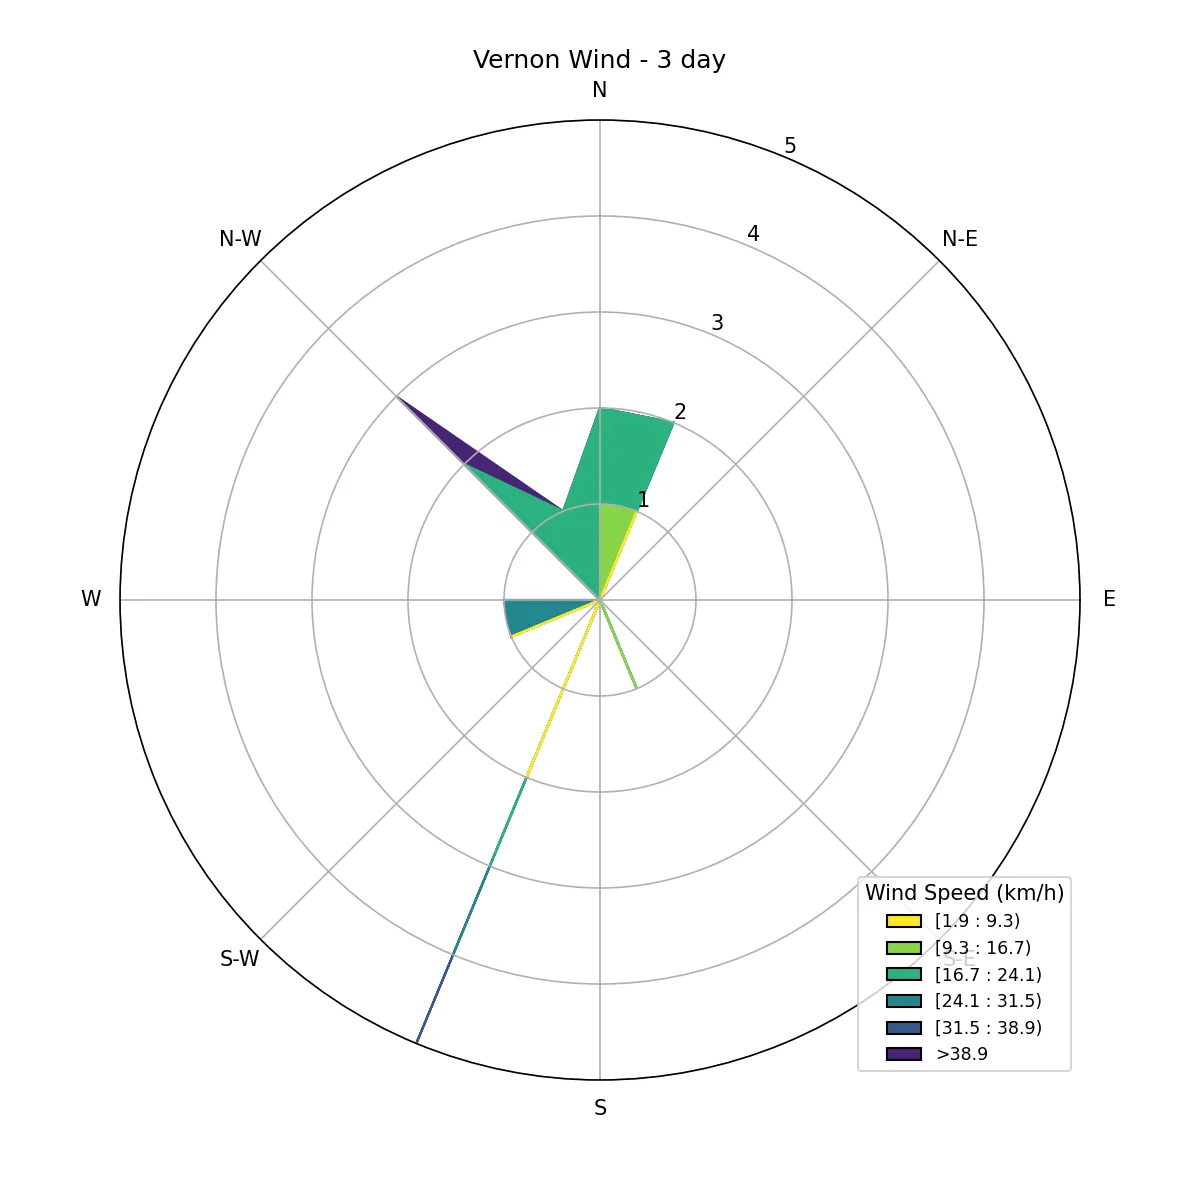 Vernon Wind - 3 day
N
5
N-W
N-E
4
3
2
1
W
E
Wind Speed (km/h)
[1.9 : 9.3)
[9.3 : 16.7)
S-W
S-E
[16.7 : 24.1)
[24.1 : 31.5)
[31.5 : 38.9)
>38.9
S